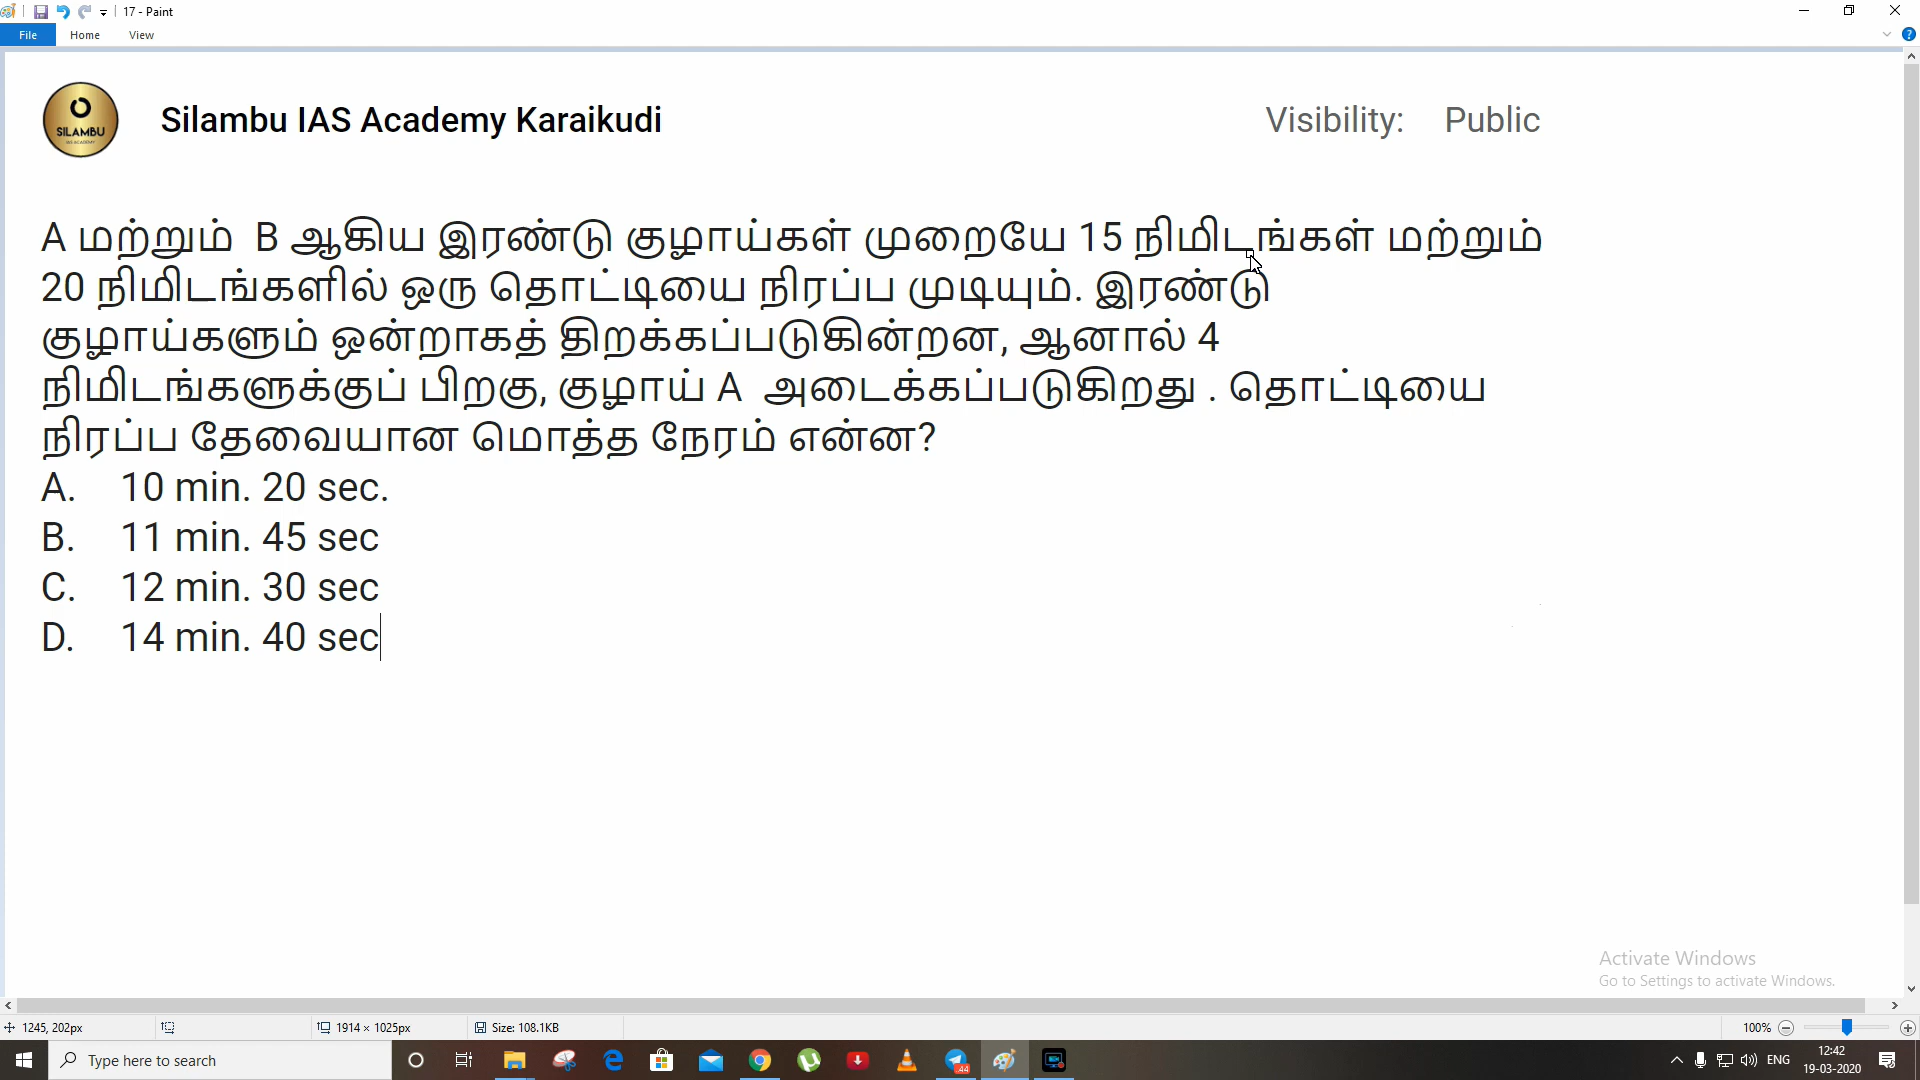 17 - Paint
File Home View
SILAMBU
IAS ACADEMY
Silambu IAS Academy Karaikudi
Visibility: Public
A மற்றும் B ஆகிய இரண்டு குழாய்கள் முறையே 15 நிமிடங்கள் மற்றும்
20 நிமிடங்களில் ஒரு தொட்டியை நிரப்ப முடியும். இரண்டு
குழாய்களும் ஒன்றாகத் திறக்கப்படுகின்றன, ஆனால் 4
நிமிடங்களுக்குப் பிறகு, குழாய் A அடைக்கப்படுகிறது . தொட்டியை
நிரப்ப தேவையான மொத்த நேரம் என்ன?
A. 10 min. 20 sec.
B. 11 min. 45 sec
C. 12 min. 30 sec
D. 14 min. 40 sec
Activate Windows
Go to Settings to activate Windows.
1245, 202px 1914 × 1025px Size: 108.1KB 100%
Type here to search
.44
ENG
12:42
19-03-2020